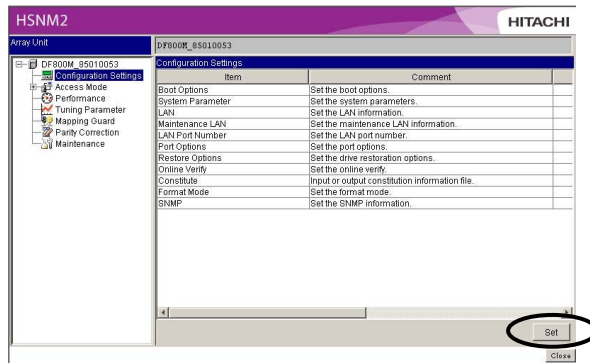 HSNM2
HITACHI
Array Unit
DF800M_85010053
DF800M_85010053
Configuration Settings
Access Mode
Performance
Tuning Parameter
Mapping Guard
Parity Correction
Maintenance
Configuration Settings
Item Comment
Boot Options Set the boot options.
System Parameter Set the system parameters.
LAN Set the LAN information.
Maintenance LAN Set the maintenance LAN information.
LAN Port Number Set the LAN port number.
Port Options Set the port options.
Restore Options Set the drive restoration options.
Online Verify Set the online verify.
Constitute Input or output constitution information file.
Format Mode Set the format mode.
SNMP Set the SNMP information.
Set
Close